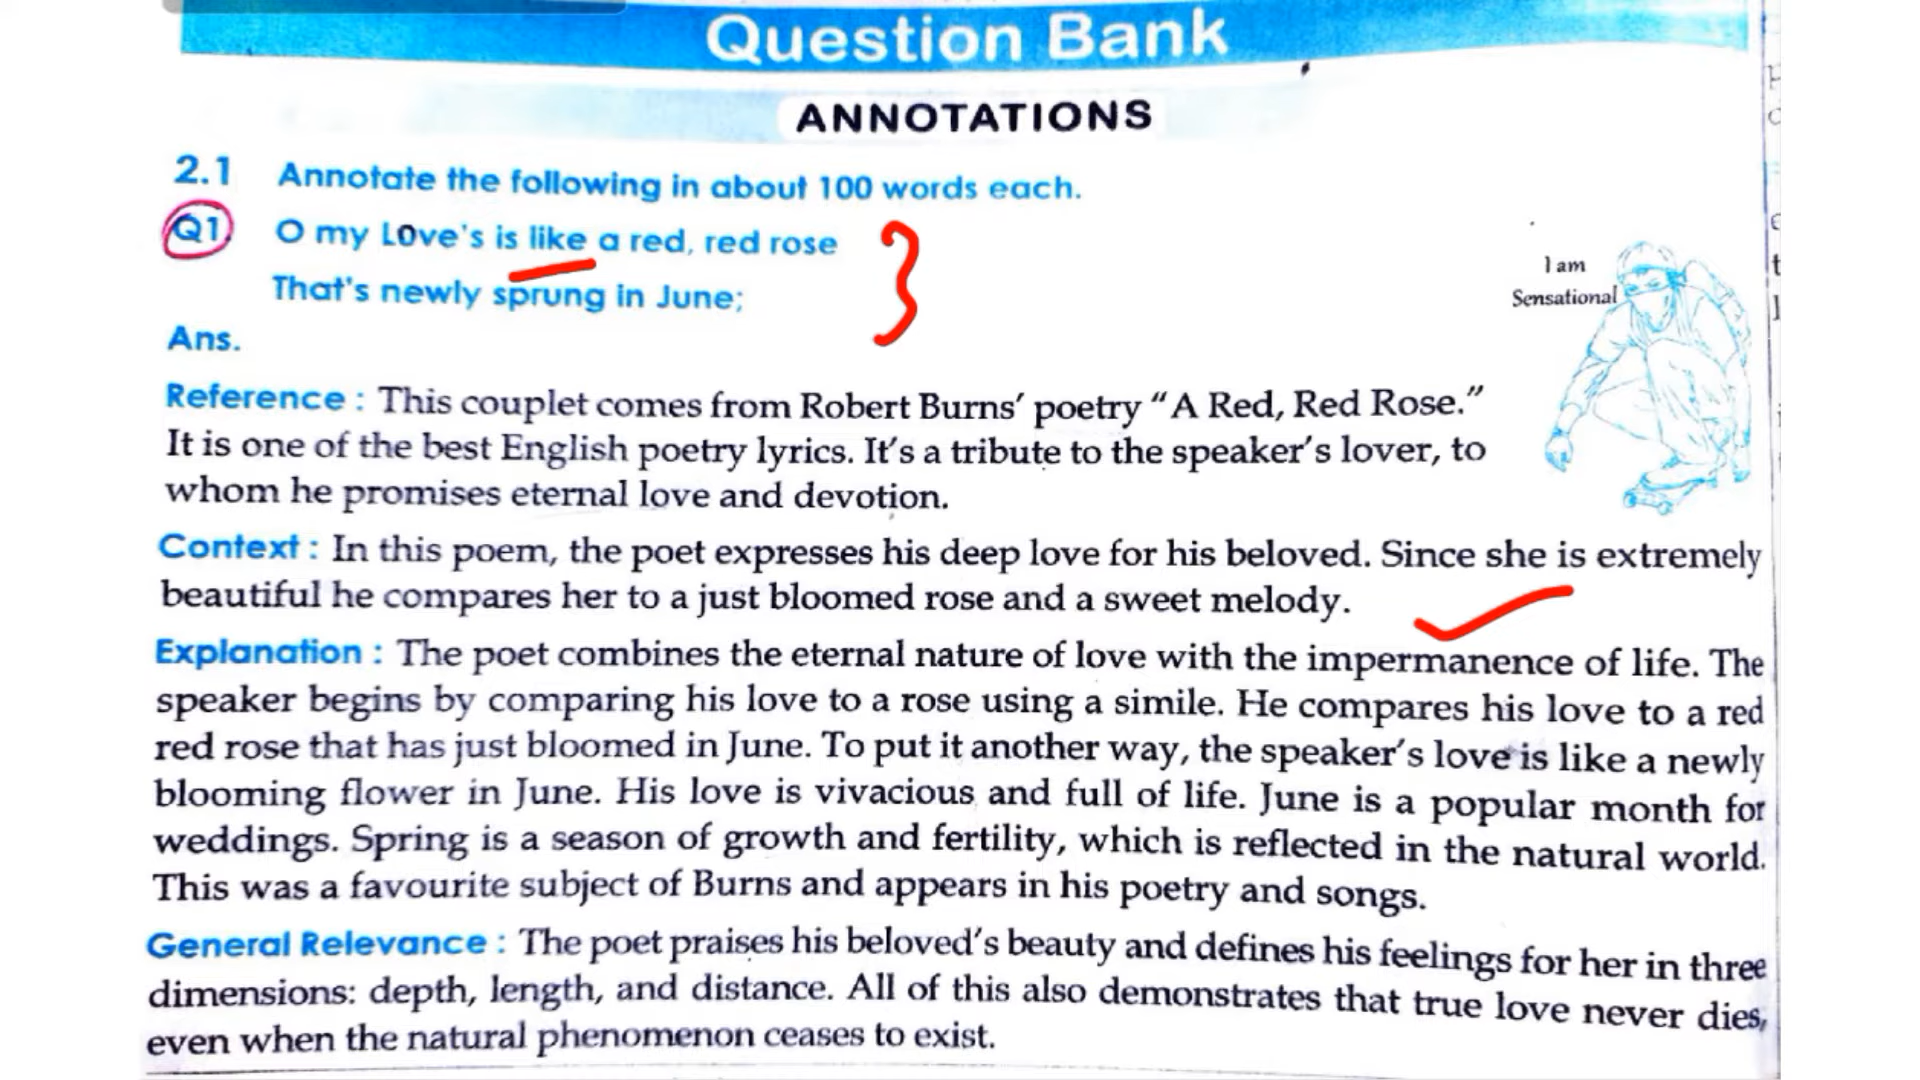 Question Bank
ANNOTATIONS
2.1 Annotate the following in about 100 words each.
Q1. O my Love's is like a red, red rose
That's newly sprung in June;
I am
Sensational
Ans.
Reference : This couplet comes from Robert Burns' poetry “A Red, Red Rose.”
It is one of the best English poetry lyrics. It's a tribute to the speaker's lover, to
whom he promises eternal love and devotion.
Context : In this poem, the poet expresses his deep love for his beloved. Since she is extremely
beautiful he compares her to a just bloomed rose and a sweet melody.
Explanation : The poet combines the eternal nature of love with the impermanence of life. The
speaker begins by comparing his love to a rose using a simile. He compares his love to a red
red rose that has just bloomed in June. To put it another way, the speaker's love is like a newly
blooming flower in June. His love is vivacious and full of life. June is a popular month for
weddings. Spring is a season of growth and fertility, which is reflected in the natural world.
This was a favourite subject of Burns and appears in his poetry and songs.
General Relevance : The poet praises his beloved's beauty and defines his feelings for her in three
dimensions: depth, length, and distance. All of this also demonstrates that true love never dies,
even when the natural phenomenon ceases to exist.